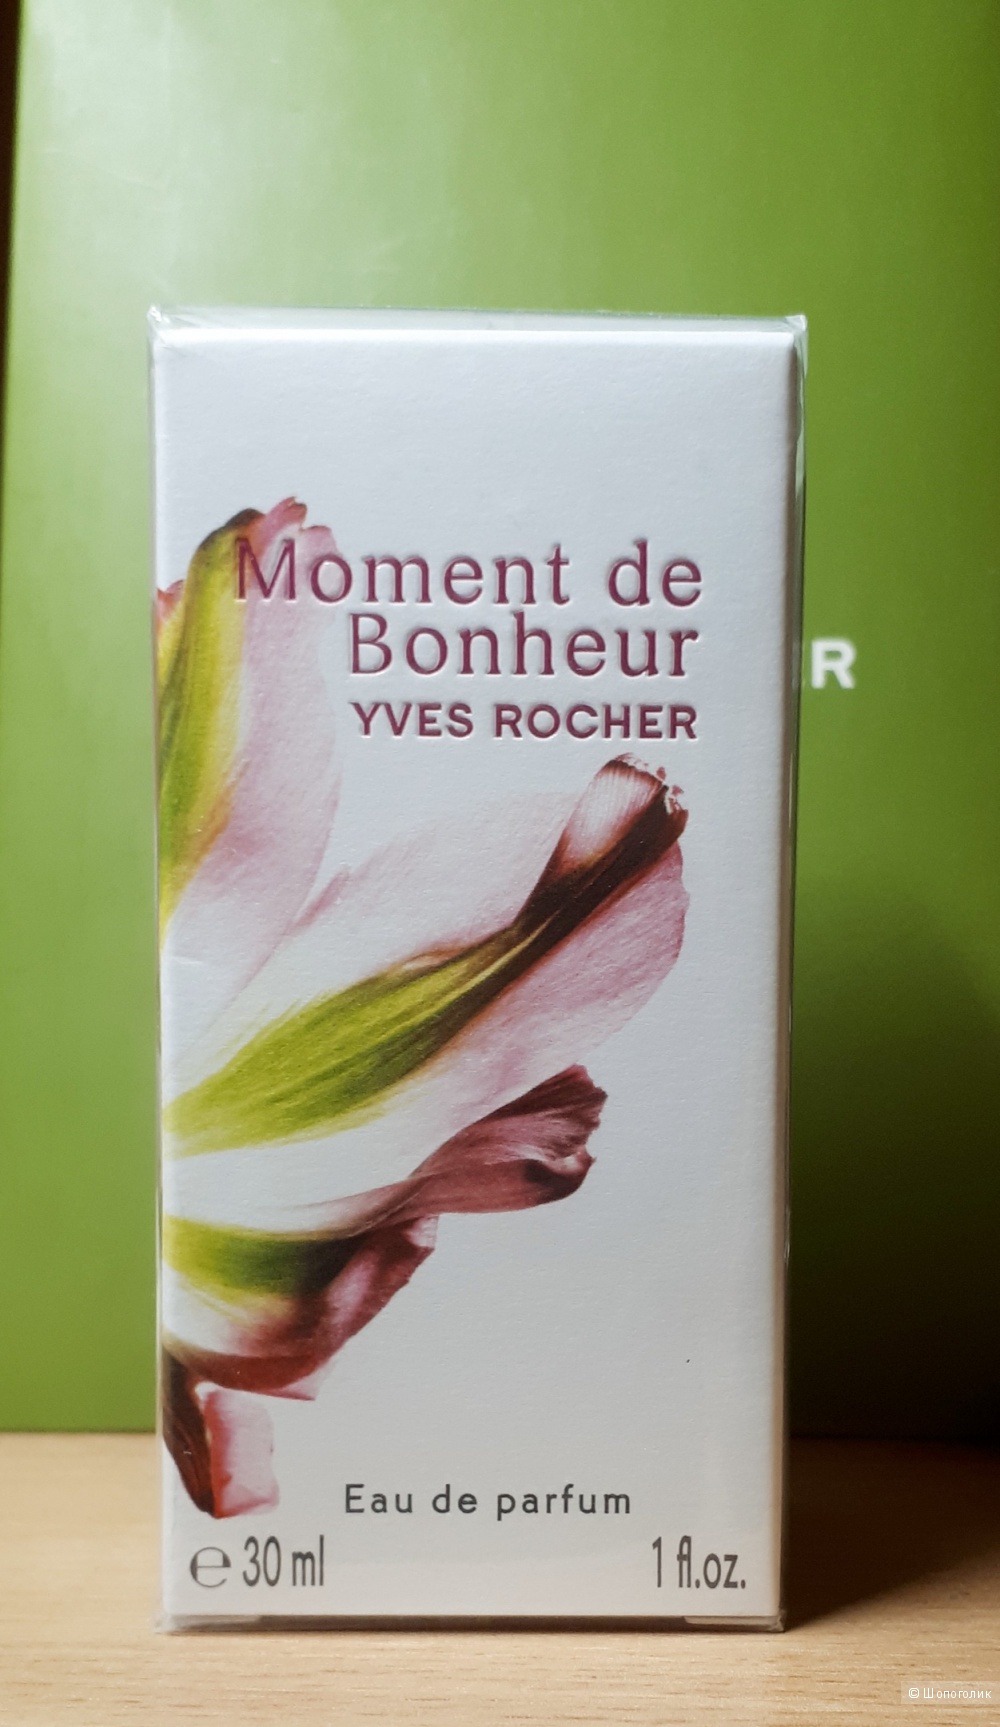 Moment de
Bonheur
YVES ROCHER
R
Eau de parfum
℮ 30 ml
1 fl.oz.
© Шопоголик